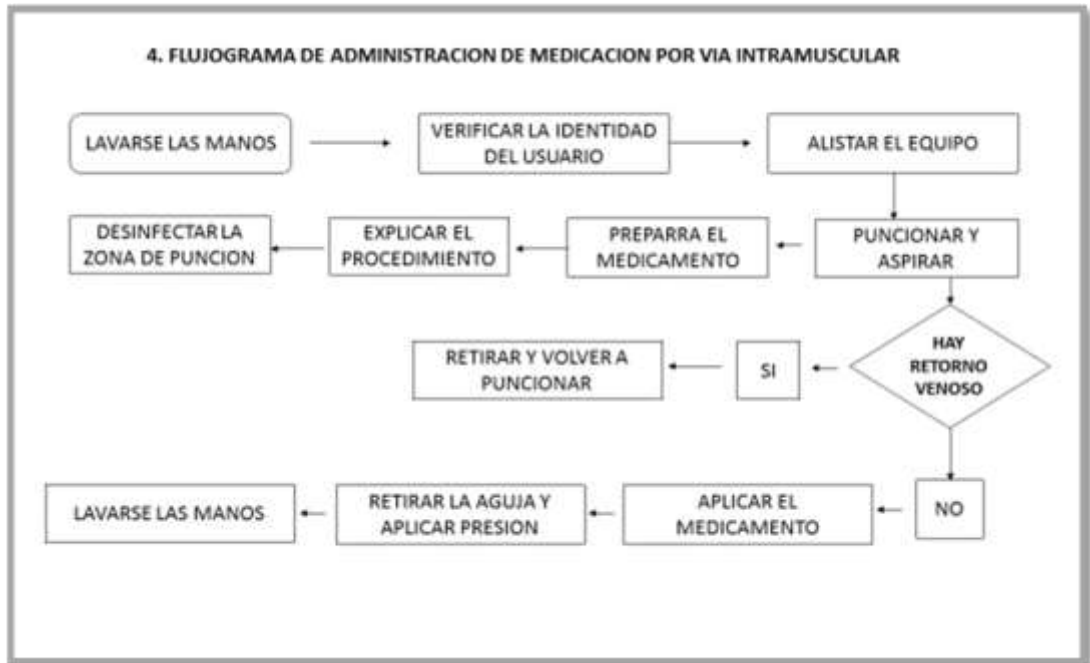 4. FLUJOGRAMA DE ADMINISTRACION DE MEDICACION POR VIA INTRAMUSCULAR
LAVARSE LAS MANOS
VERIFICAR LA IDENTIDAD
DEL USUARIO
ALISTAR EL EQUIPO
DESINFECTAR LA
ZONA DE PUNCION
EXPLICAR EL
PROCEDIMIENTO
PREPARRA EL
MEDICAMENTO
PUNCIONAR Y
ASPIRAR
RETIRAR Y VOLVER A
PUNCIONAR
SI
HAY
RETORNO
VENOSO
LAVARSE LAS MANOS
RETIRAR LA AGUJA Y
APLICAR PRESION
APLICAR EL
MEDICAMENTO
NO